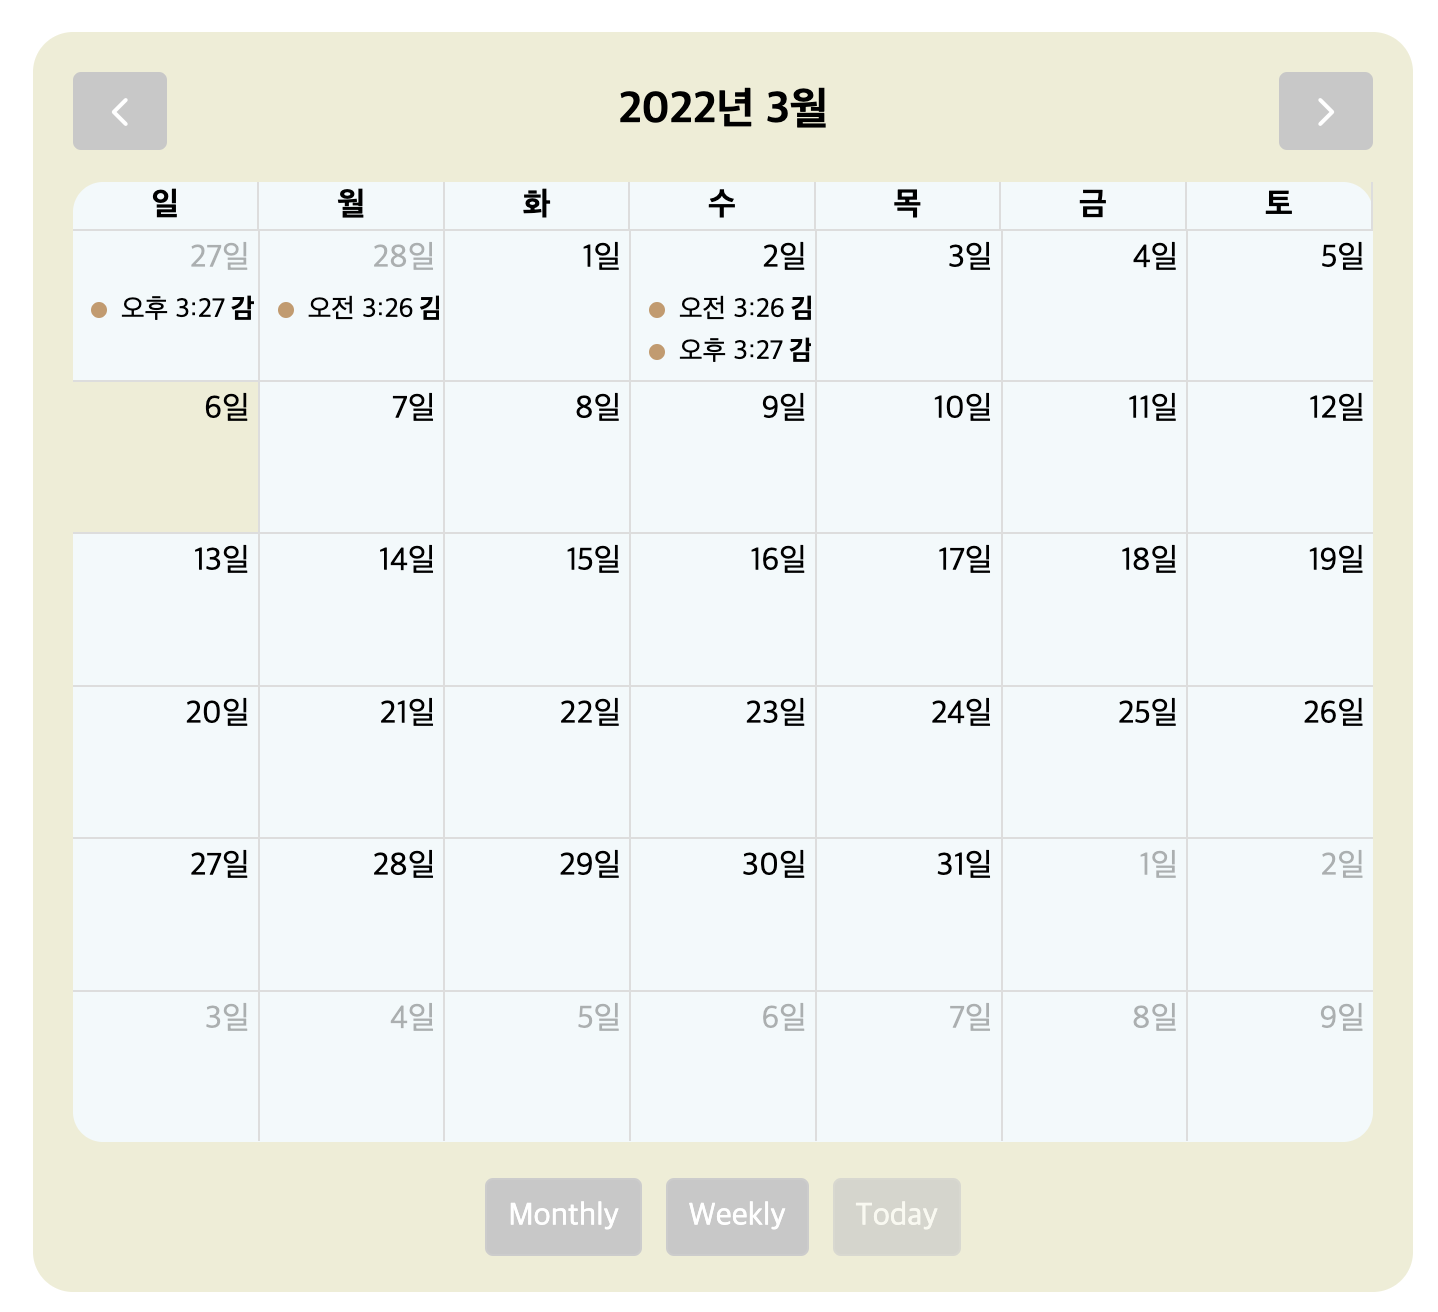 2022년 3월
일 월 화 수 목 금 토
27일 28일 1일 2일 3일 4일 5일
오후 3:27 감 오전 3:26 김 오전 3:26 김
오후 3:27 감
6일 7일 8일 9일 10일 11일 12일
13일 14일 15일 16일 17일 18일 19일
20일 21일 22일 23일 24일 25일 26일
27일 28일 29일 30일 31일 1일 2일
3일 4일 5일 6일 7일 8일 9일
Monthly Weekly Today